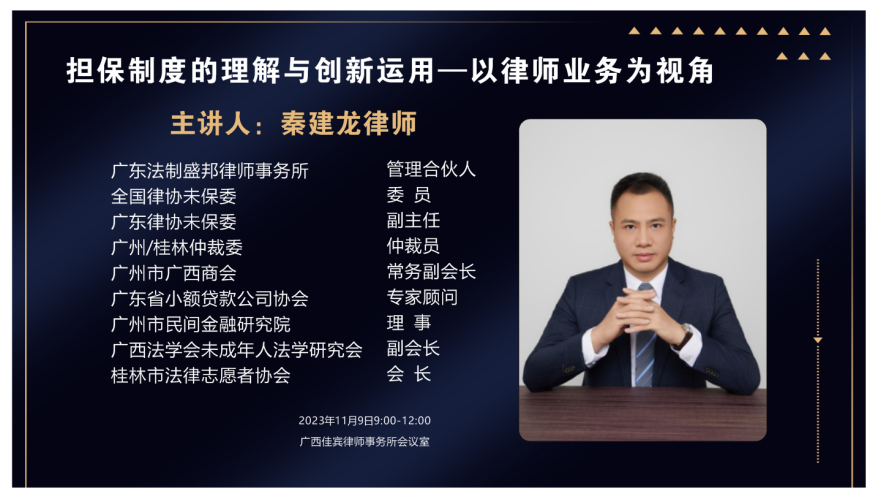 担保制度的理解与创新运用—以律师业务为视角
主讲人：秦建龙律师
广东法制盛邦律师事务所 管理合伙人
全国律协未保委 委 员
广东律协未保委 副主任
广州/桂林仲裁委 仲裁员
广州市广西商会 常务副会长
广东省小额贷款公司协会 专家顾问
广州市民间金融研究院 理 事
广西法学会未成年人法学研究会 副会长
桂林市法律志愿者协会 会 长
2023年11月9日9:00-12:00
广西佳宾律师事务所会议室